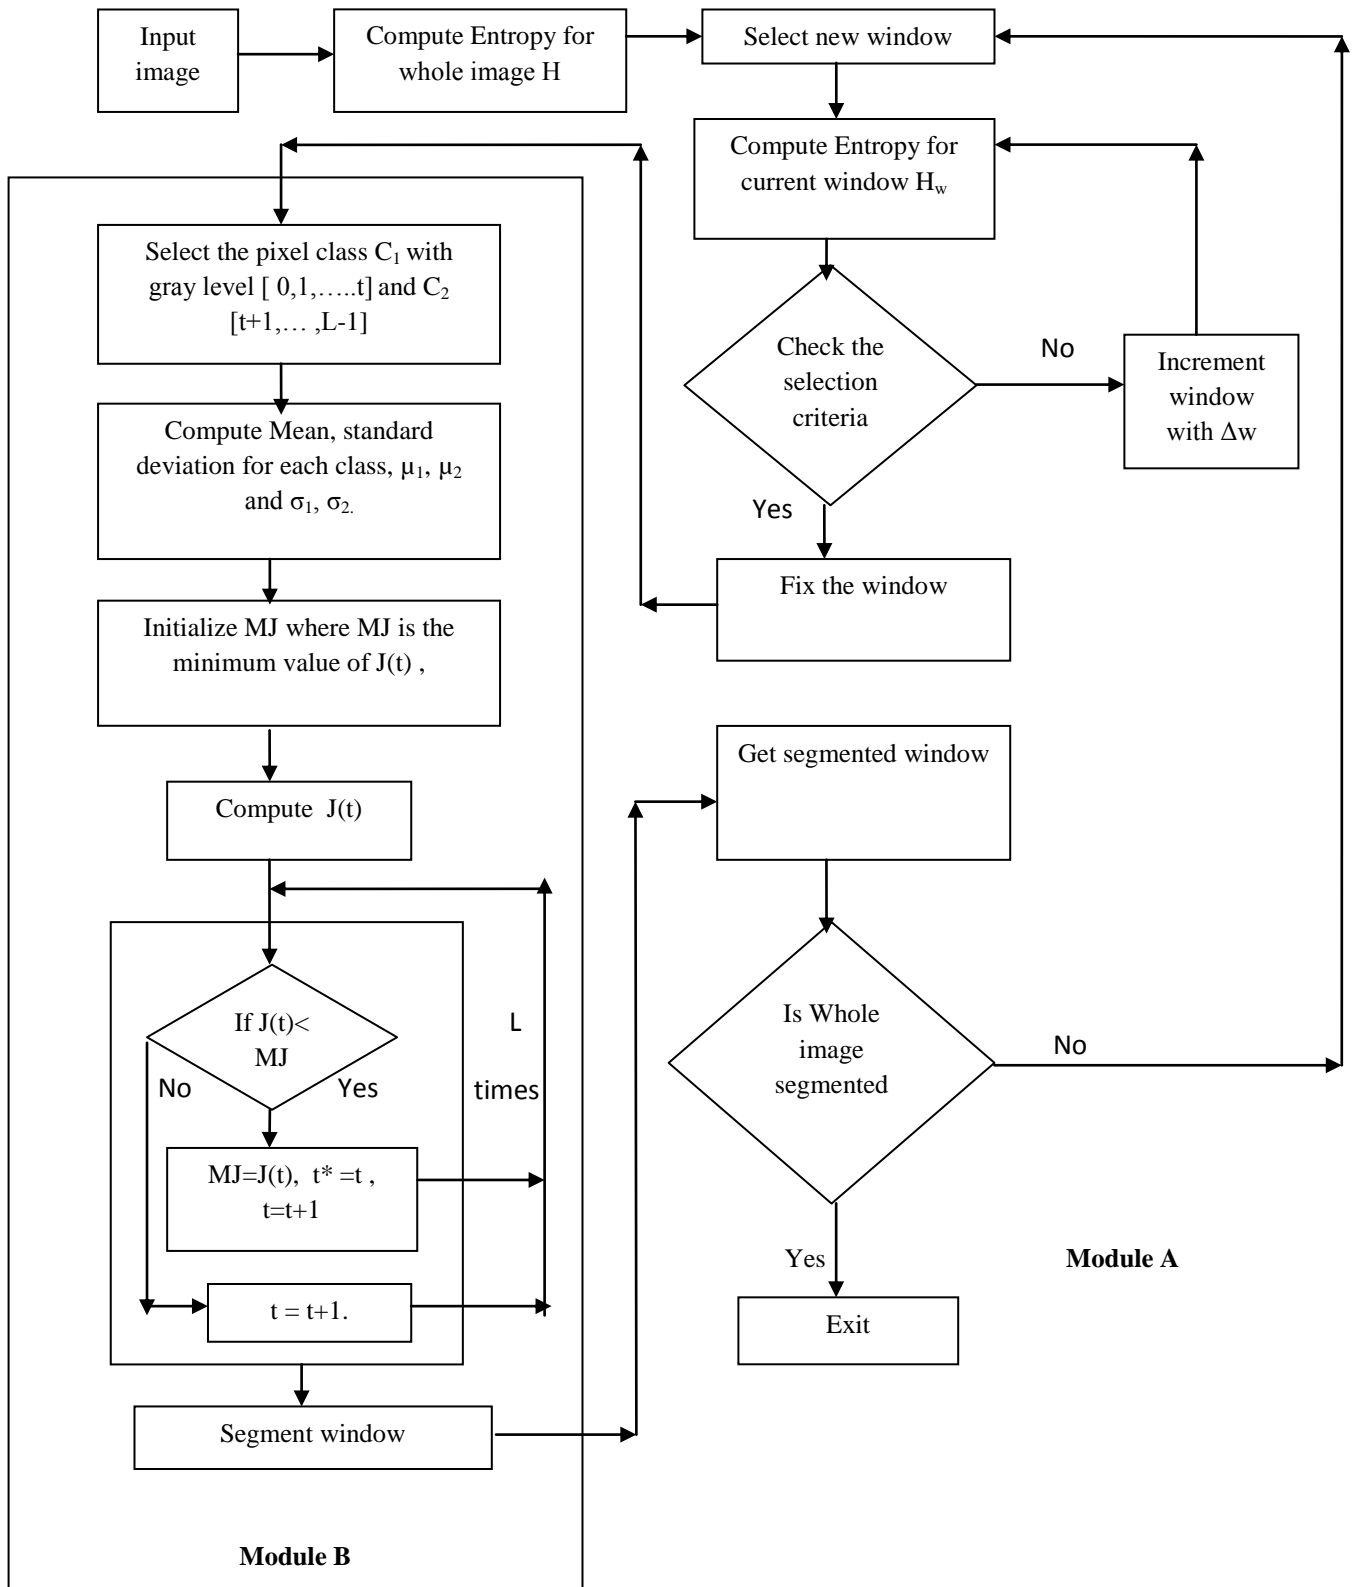 Input
image
Compute Entropy for
whole image H
Select new window
Compute Entropy for
current window Hw
Check the
selection
criteria
No
Increment
window
with Δw
Yes
Fix the window
Select the pixel class C1 with
gray level [ 0,1,…..t] and C2
[t+1,… ,L-1]
Compute Mean, standard
deviation for each class, µ1, µ2
and σ1, σ2.
Initialize MJ where MJ is the
minimum value of J(t) ,
Compute J(t)
If J(t)<
MJ
No
Yes
L
times
MJ=J(t), t* =t ,
t=t+1
t = t+1.
Segment window
Module B
Get segmented window
Is Whole
image
segmented
No
Yes
Module A
Exit